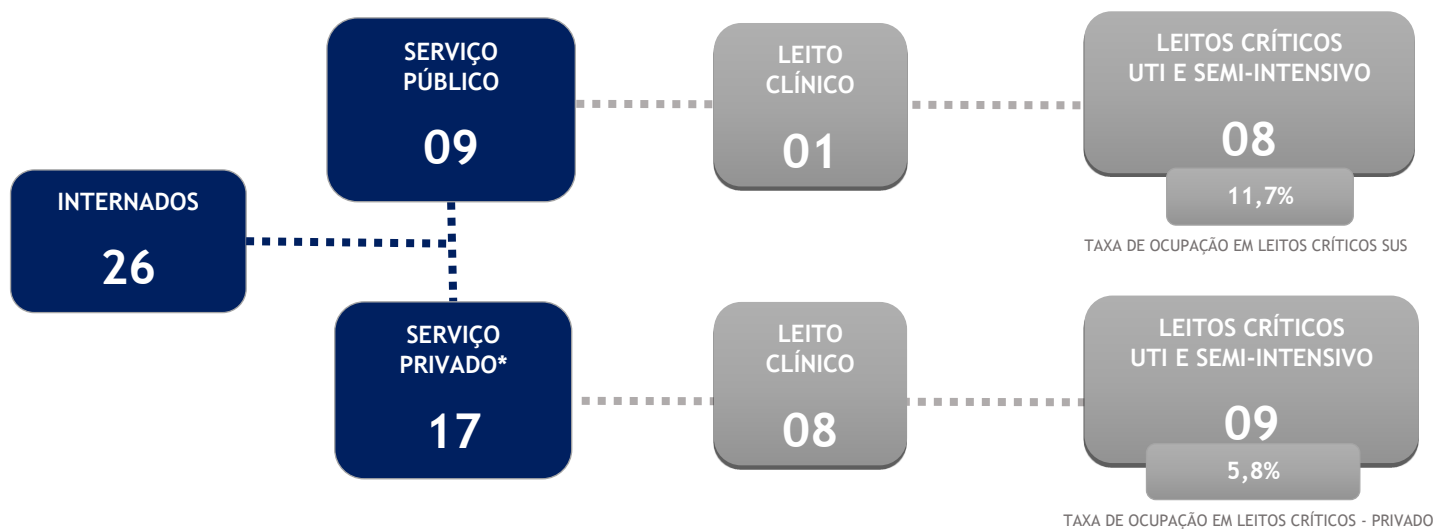 INTERNADOS
26
SERVIÇO
PÚBLICO
09
LEITO
CLÍNICO
01
LEITOS CRÍTICOS
UTI E SEMI-INTENSIVO
08
11,7%
TAXA DE OCUPAÇÃO EM LEITOS CRÍTICOS SUS
SERVIÇO
PRIVADO*
17
LEITO
CLÍNICO
08
LEITOS CRÍTICOS
UTI E SEMI-INTENSIVO
09
5,8%
TAXA DE OCUPAÇÃO EM LEITOS CRÍTICOS - PRIVADO